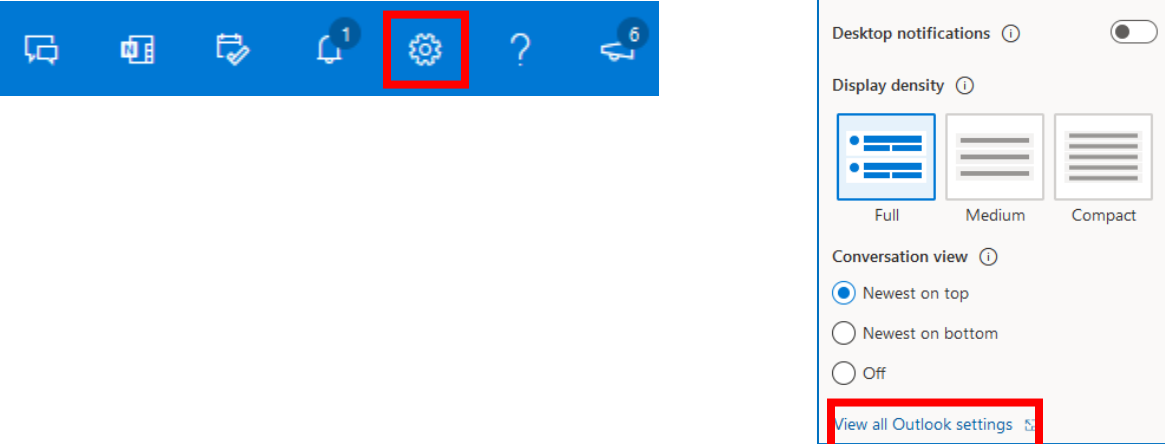 1
6
Desktop notifications
Display density
Full Medium Compact
Conversation view
Newest on top
Newest on bottom
Off
View all Outlook settings